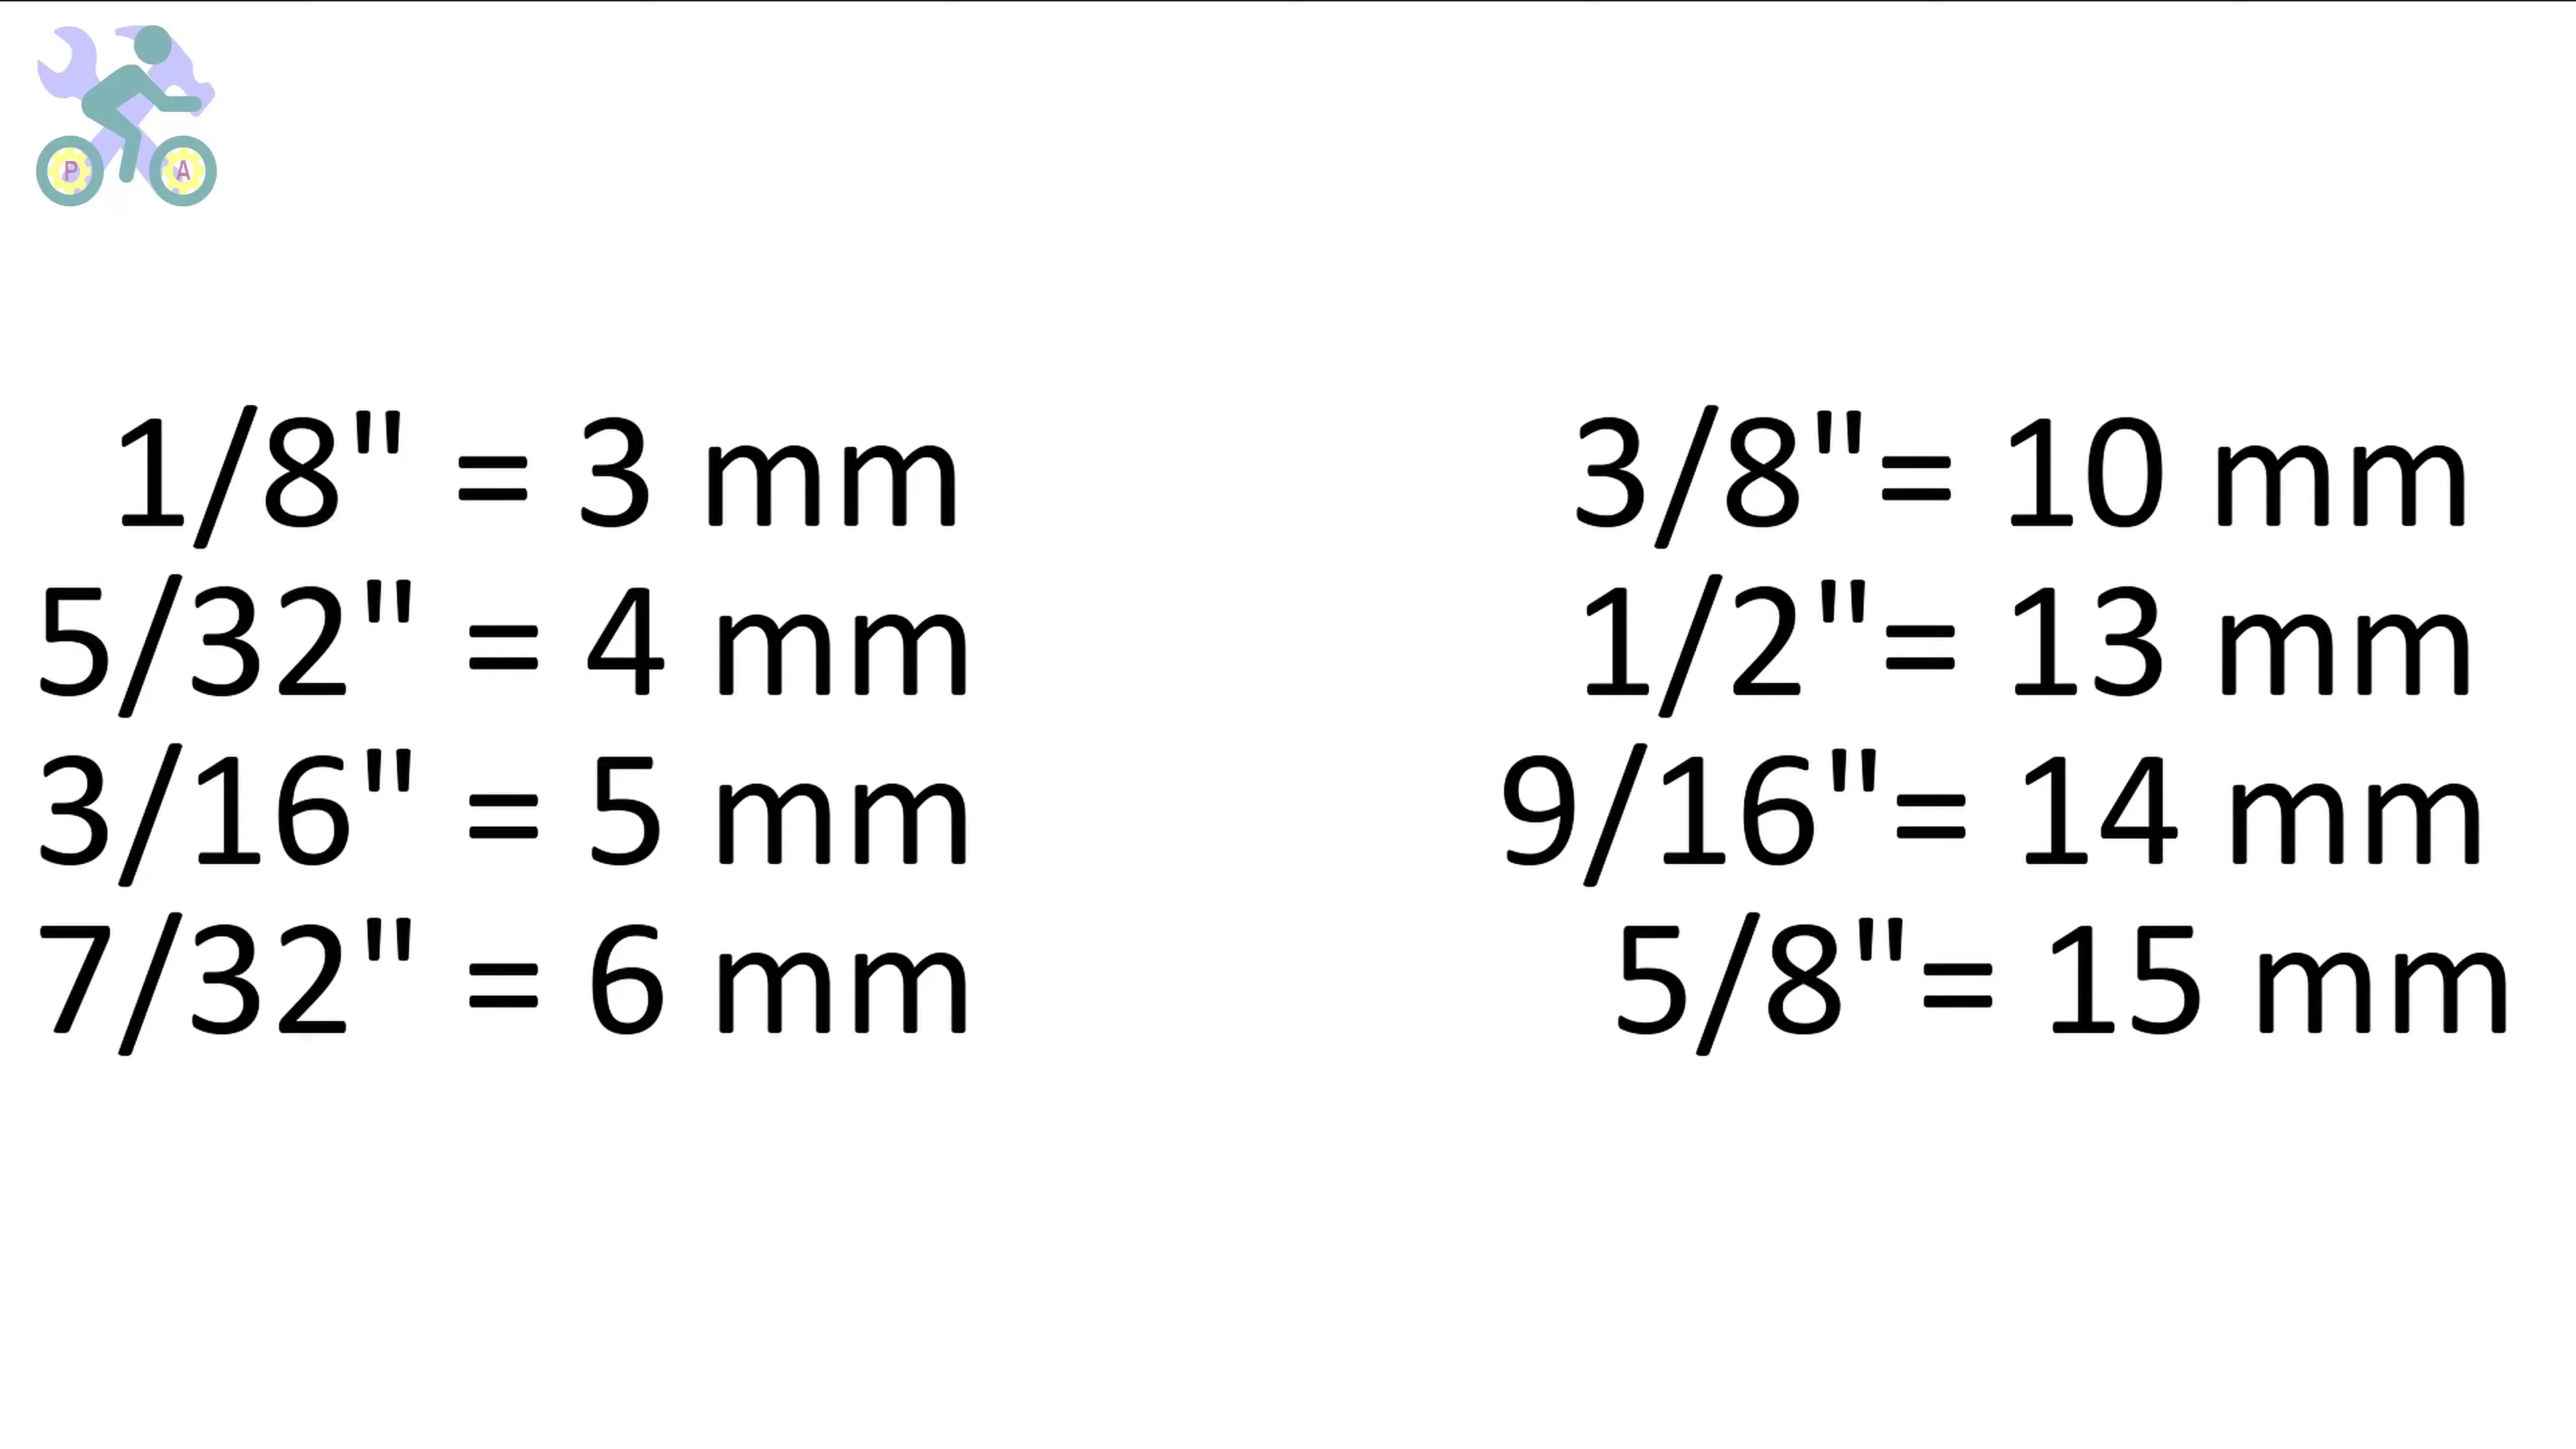 P A
1/8" = 3 mm
5/32" = 4 mm
3/16" = 5 mm
7/32" = 6 mm
3/8"= 10 mm
1/2"= 13 mm
9/16"= 14 mm
5/8"= 15 mm